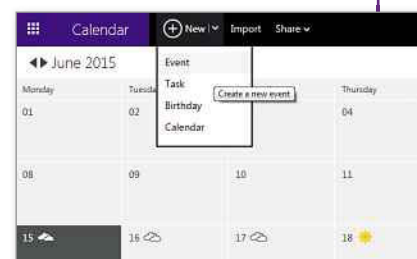 Calendar New Import Share
June 2015
Monday Tuesda Thursday
Event
Task
Create a new event
Birthday
Calendar
01 02 04
08 09 10 11
15 16 17 18